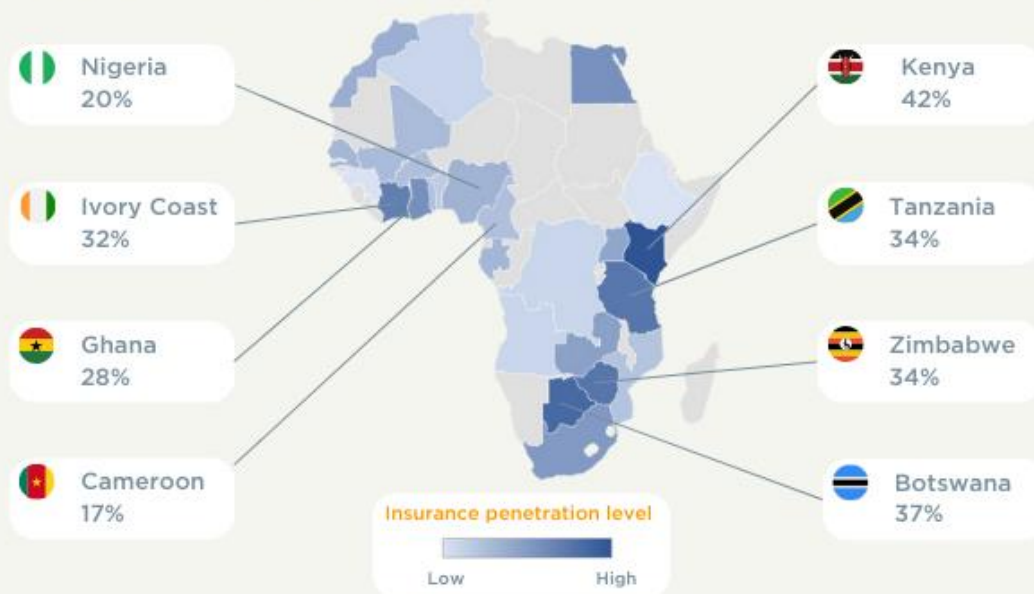 Nigeria
20%
Ivory Coast
32%
Ghana
28%
Cameroon
17%
Kenya
42%
Tanzania
34%
Zimbabwe
34%
Botswana
37%
Insurance penetration level
Low
High